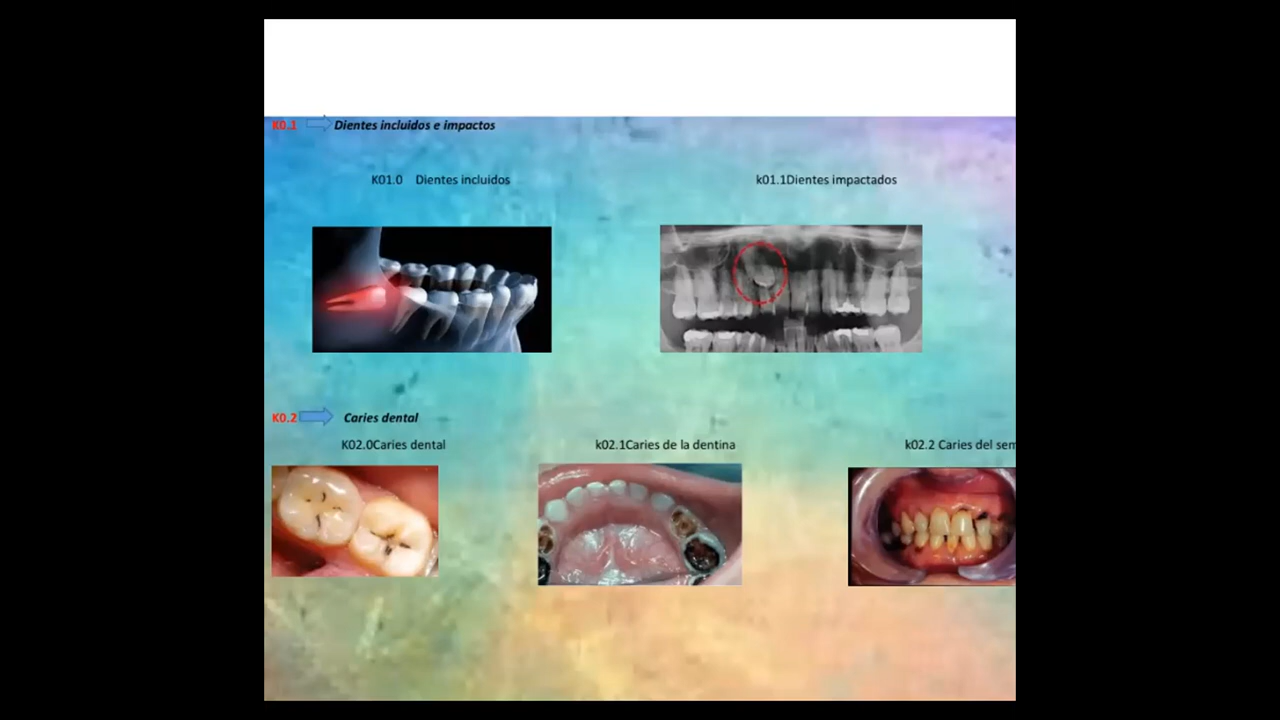 K0.1 Dientes incluidos e impactos
K01.0 Dientes incluidos
k01.1Dientes impactados
K0.2 Caries dental
K02.0Caries dental
k02.1Caries de la dentina
k02.2 Caries del